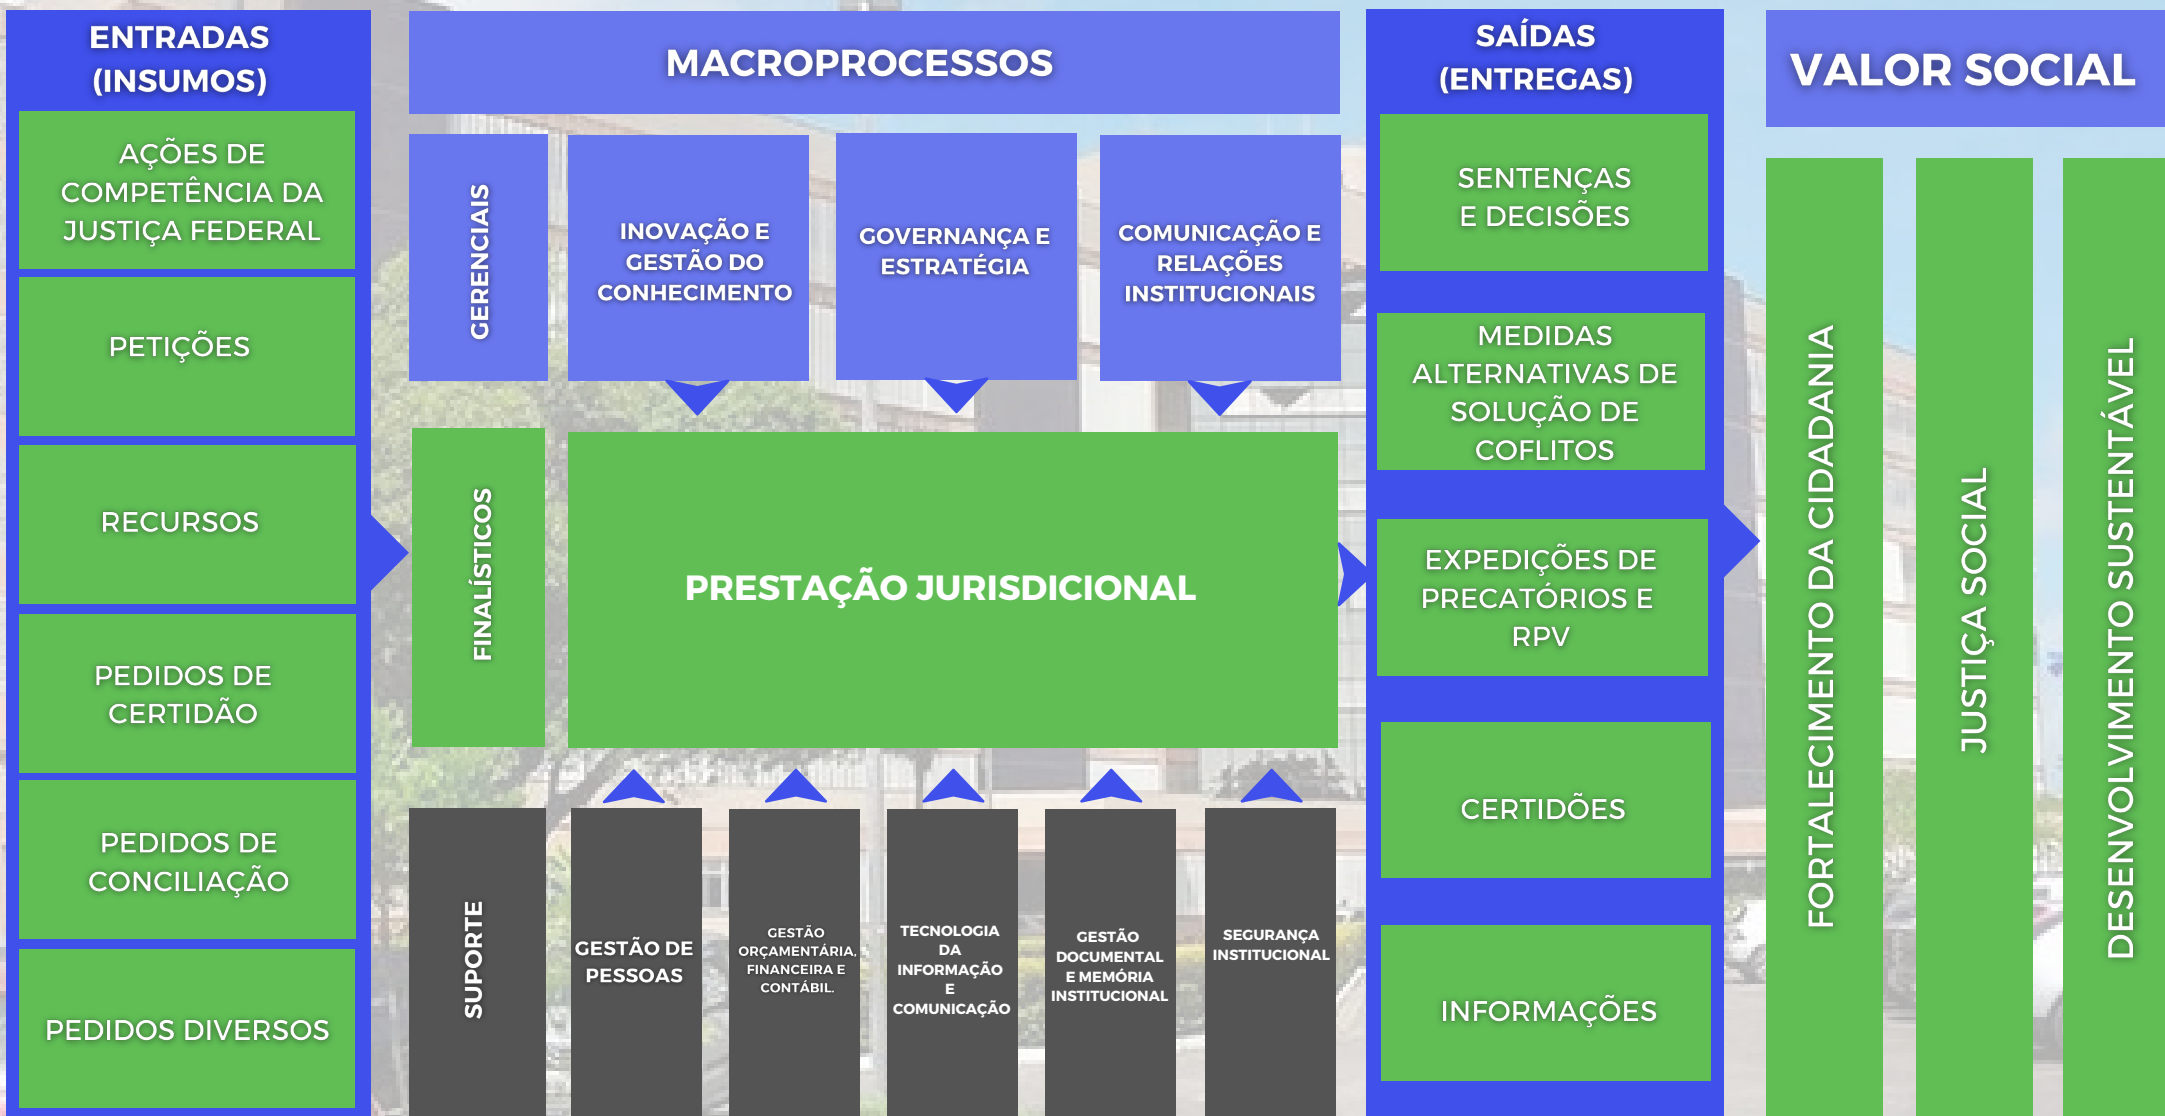 ENTRADAS
(INSUMOS)
AÇÕES DE
COMPETÊNCIA DA
JUSTIÇA FEDERAL
PETIÇÕES
RECURSOS
PEDIDOS DE
CERTIDÃO
PEDIDOS DE
CONCILIAÇÃO
PEDIDOS DIVERSOS
MACROPROCESSOS
GERENCIAIS
INOVAÇÃO E
GESTÃO DO
CONHECIMENTO
GOVERNANÇA E
ESTRATÉGIA
COMUNICAÇÃO E
RELAÇÕES
INSTITUCIONAIS
FINALÍSTICOS
PRESTAÇÃO JURISDICIONAL
SUPORTE
GESTÃO DE
PESSOAS
GESTÃO
ORÇAMENTÁRIA,
FINANCEIRA E
CONTÁBIL.
TECNOLOGIA
DA
INFORMAÇÃO
E
COMUNICAÇÃO
GESTÃO
DOCUMENTAL
E MEMÓRIA
INSTITUCIONAL
SEGURANÇA
INSTITUCIONAL
SAÍDAS
(ENTREGAS)
SENTENÇAS
E DECISÕES
MEDIDAS
ALTERNATIVAS DE
SOLUÇÃO DE
COFLITOS
EXPEDIÇÕES DE
PRECATÓRIOS E
RPV
CERTIDÕES
INFORMAÇÕES
VALOR SOCIAL
FORTALECIMENTO DA CIDADANIA
JUSTIÇA SOCIAL
DESENVOLVIMENTO SUSTENTÁVEL